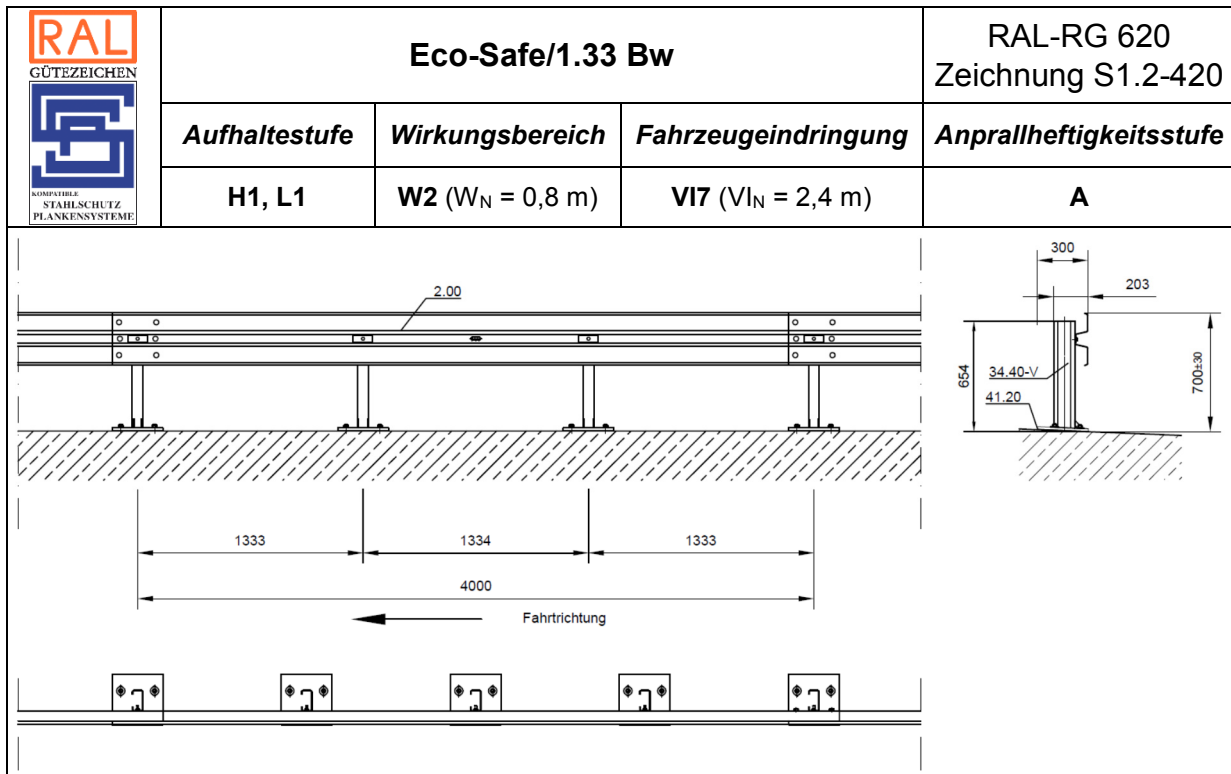 RAL
GÜTEZEICHEN
KOMPATIBLE
STAHLSCHUTZ
PLANKENSYSTEME
Eco-Safe/1.33 Bw
RAL-RG 620
Zeichnung S1.2-420
Aufhaltestufe
Wirkungsbereich
Fahrzeugeindringung
Anprallheftigkeitsstufe
H1, L1
W2 (WN = 0,8 m)
VI7 (VIN = 2,4 m)
A
2.00
1333
1334
1333
4000
Fahrtrichtung
300
203
654
34.40-V
41.20
700±30